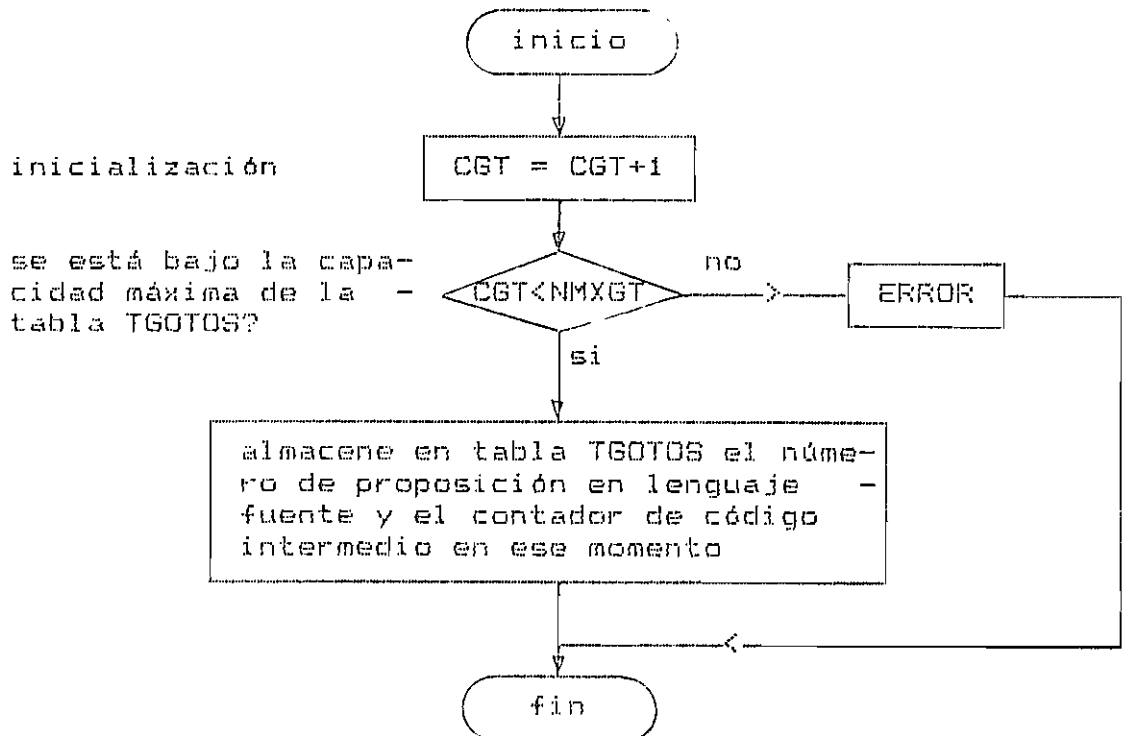 inicio
inicialización
CGT = CGT+1
se está bajo la capa-
cidad máxima de la -
tabla TGOTOS?
CGT<NMXGT
no
ERROR
si
almacene en tabla TGOTOS el núme-
ro de proposición en lenguaje -
fuente y el contador de código
intermedio en ese momento
fin